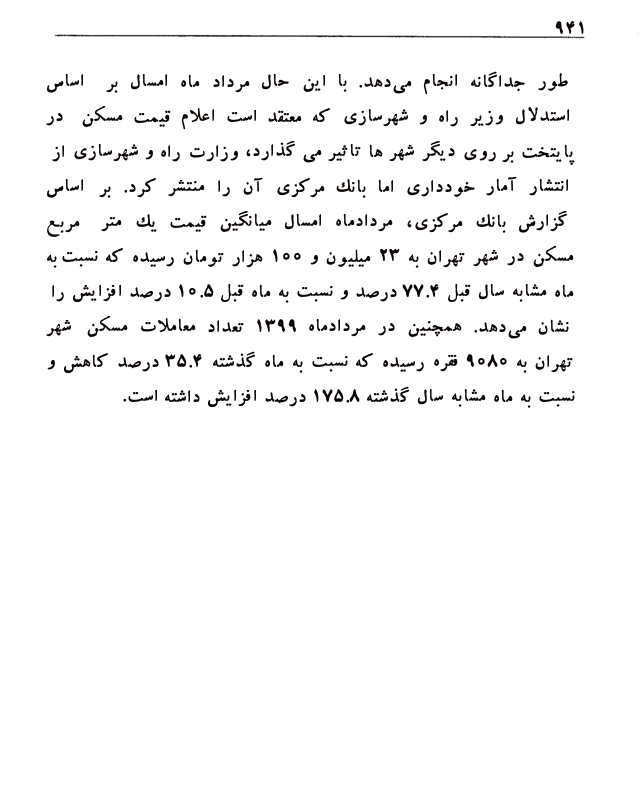 ۹۴۱
طور جداگانه انجام می‌دهد. با این حال مرداد ماه امسال بر اساس
استدلال وزیر راه و شهرسازی که معتقد است اعلام قیمت مسکن در
پایتخت بر روی دیگر شهر ها تاثیر می گذارد، وزارت راه و شهرسازی از
انتشار آمار خودداری اما بانک مرکزی آن را منتشر کرد. بر اساس
گزارش بانک مرکزی، مردادماه امسال میانگین قیمت یک متر مربع
مسکن در شهر تهران به ۲۳ میلیون و ۱۰۰ هزار تومان رسیده که نسبت به
ماه مشابه سال قبل ۷۷.۴ درصد و نسبت به ماه قبل ۱۰.۵ درصد افزایش را
نشان می‌دهد. همچنین در مردادماه ۱۳۹۹ تعداد معاملات مسکن شهر
تهران به ۹۰۸۰ فقره رسیده که نسبت به ماه گذشته ۳۵.۴ درصد کاهش و
نسبت به ماه مشابه سال گذشته ۱۷۵.۸ درصد افزایش داشته است.